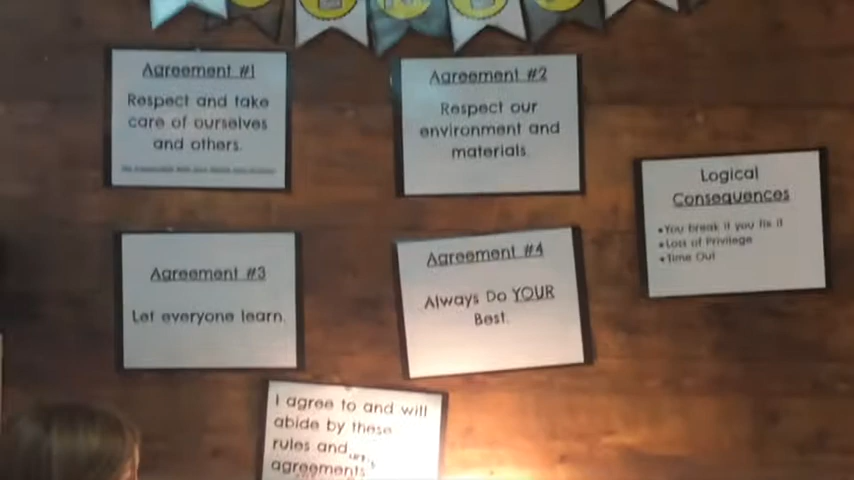 Agreement #1
Respect and take
care of ourselves
and others.
Agreement #2
Respect our
environment and
materials.
Logical
Consequences
•You break it you fix it
•Loss of Privilege
•Time Out
Agreement #3
Let everyone learn.
Agreement #4
Always Do YOUR
Best.
I agree to and will
abide by these
rules and
agreements